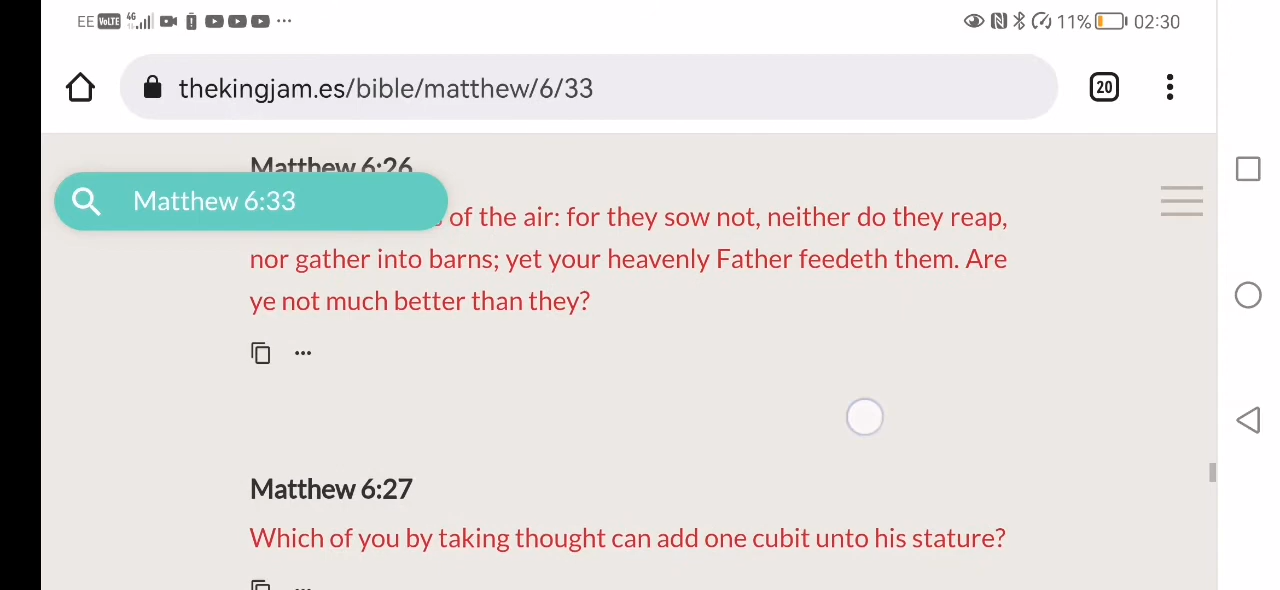 EE VoLTE 4G 11% 02:30
thekingjam.es/bible/matthew/6/33 20
Matthew 6:26
Matthew 6:33
of the air: for they sow not, neither do they reap,
nor gather into barns; yet your heavenly Father feedeth them. Are
ye not much better than they?
Matthew 6:27
Which of you by taking thought can add one cubit unto his stature?